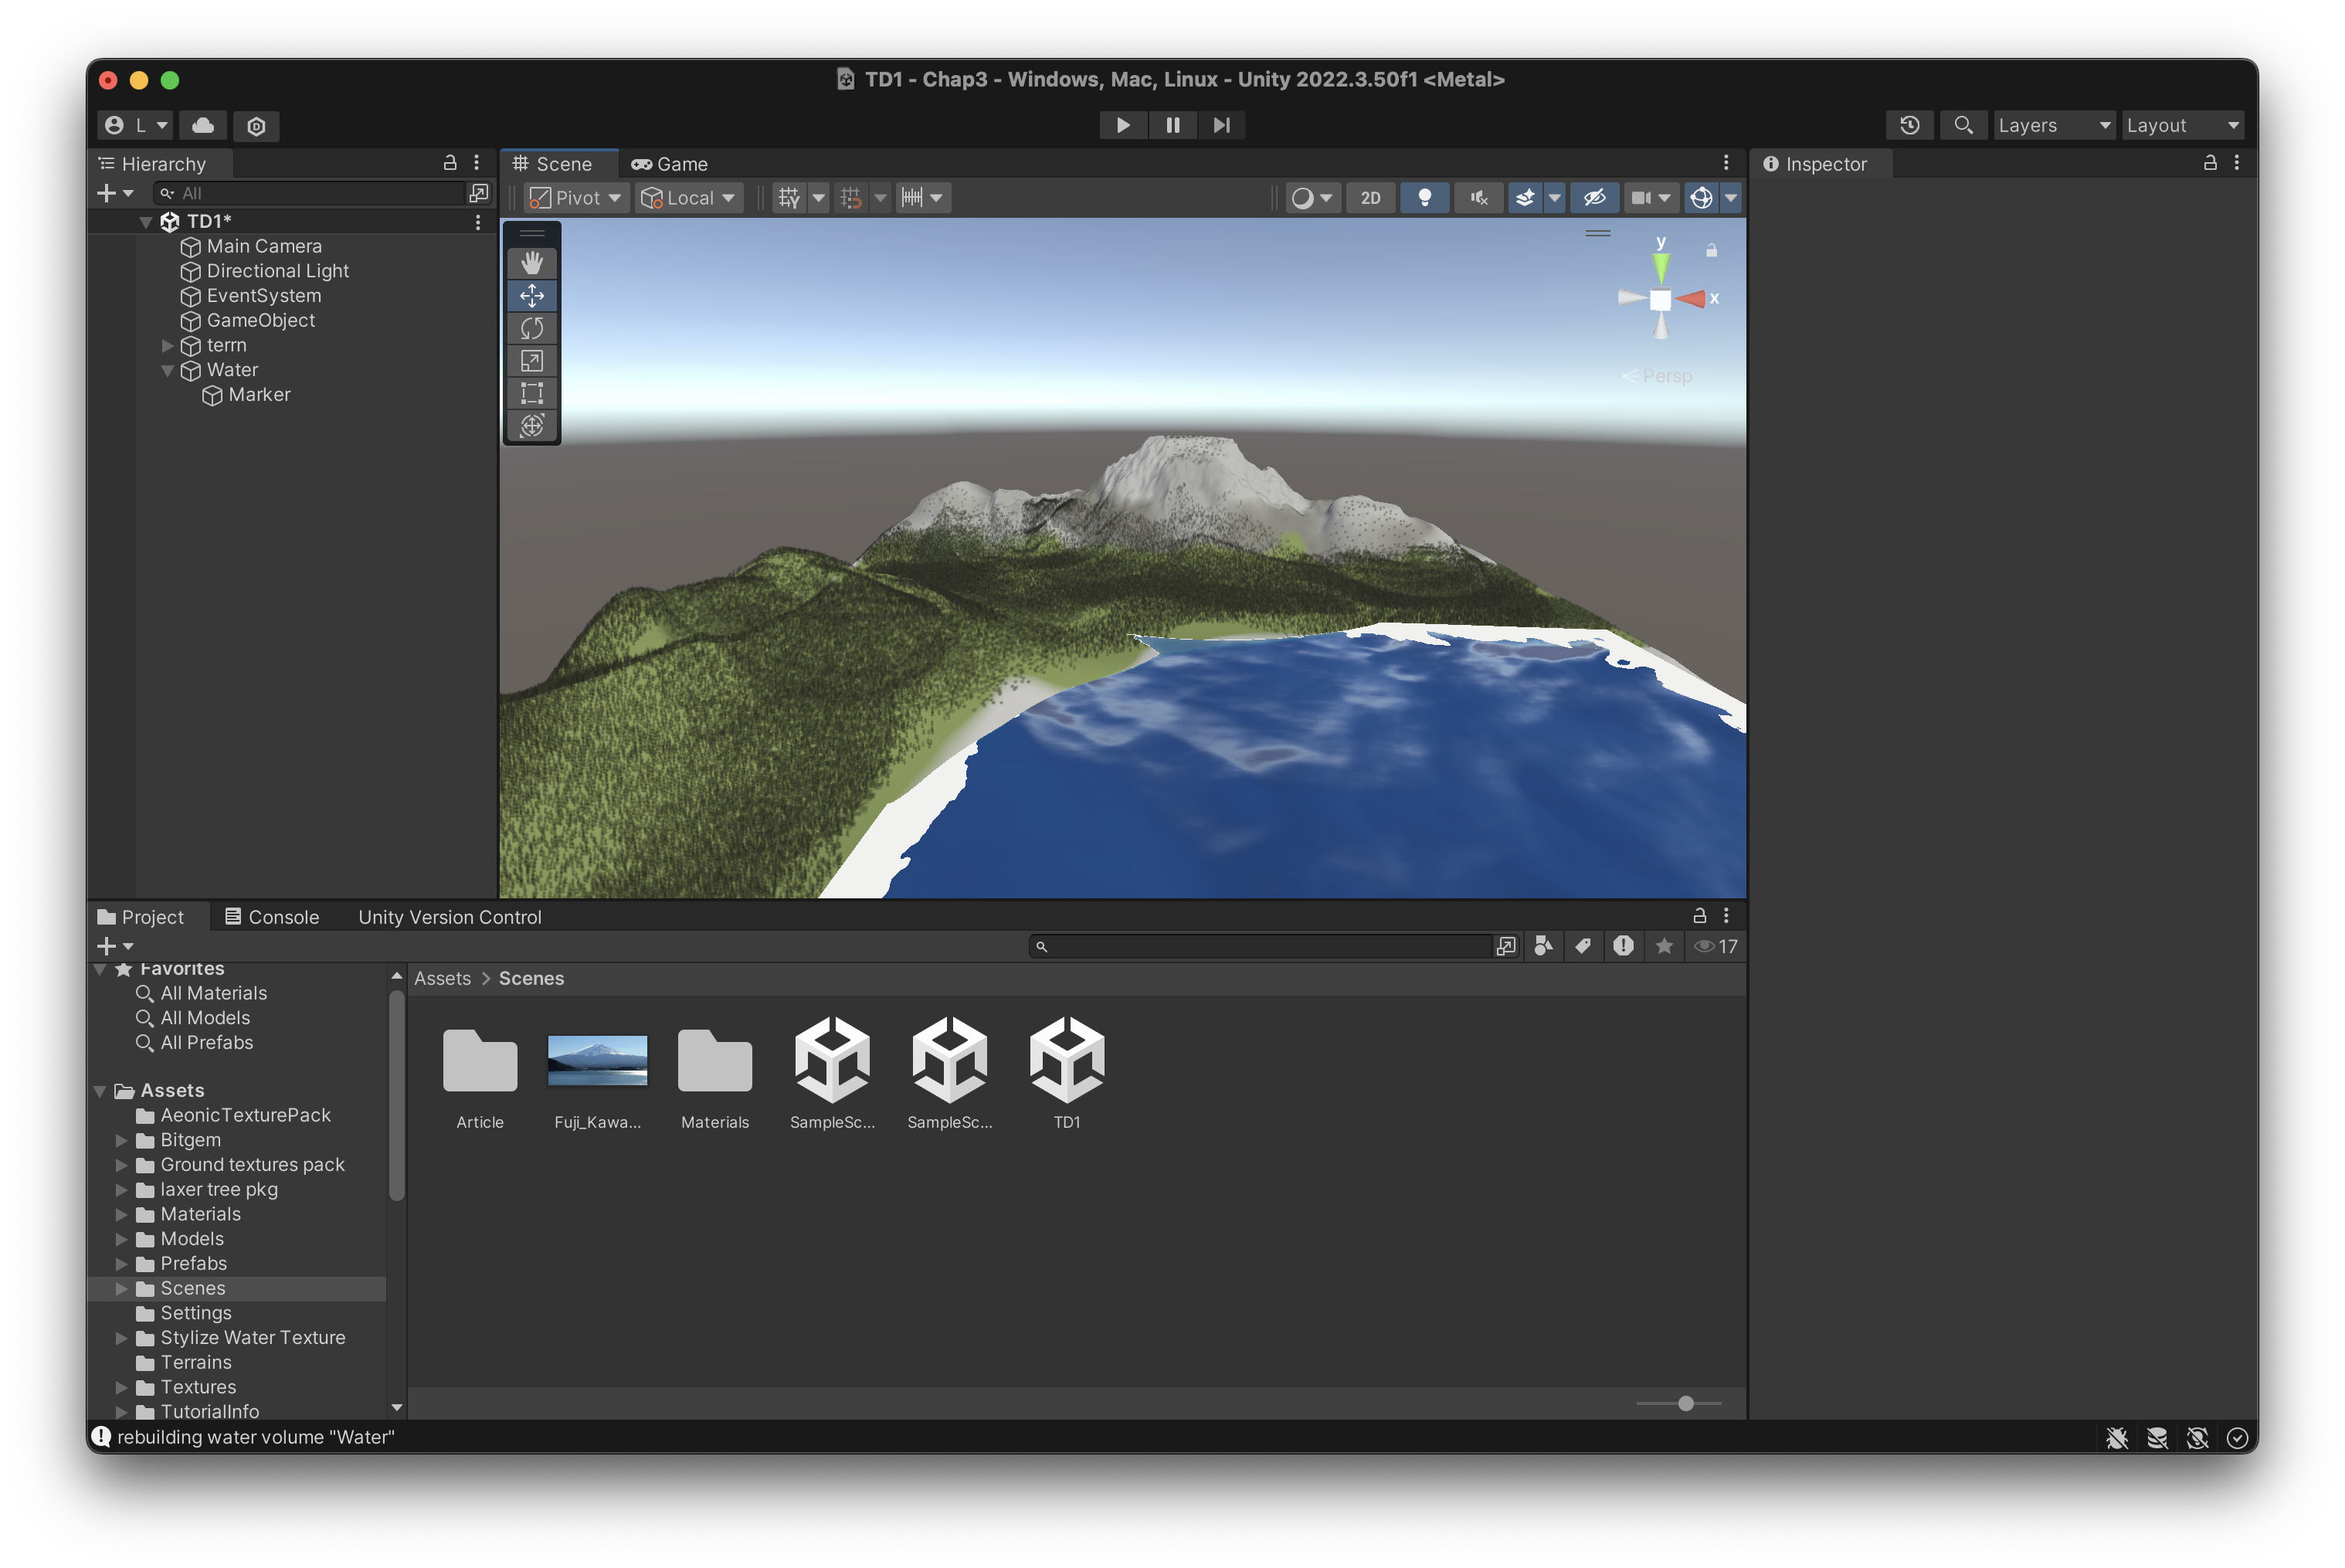 TD1 - Chap3 - Windows, Mac, Linux - Unity 2022.3.50f1 <Metal>
L
Layers
Layout
Hierarchy
All
TD1*
Main Camera
Directional Light
EventSystem
GameObject
terrn
Water
Marker
Scene
Game
Pivot
Local
2D
y
x
Persp
Inspector
Project
Console
Unity Version Control
17
Favorites
All Materials
All Models
All Prefabs
Assets
AeonicTexturePack
Bitgem
Ground textures pack
laxer tree pkg
Materials
Models
Prefabs
Scenes
Settings
Stylize Water Texture
Terrains
Textures
TutorialInfo
Assets > Scenes
Article
Fuji_Kawa...
Materials
SampleSc...
SampleSc...
TD1
rebuilding water volume "Water"